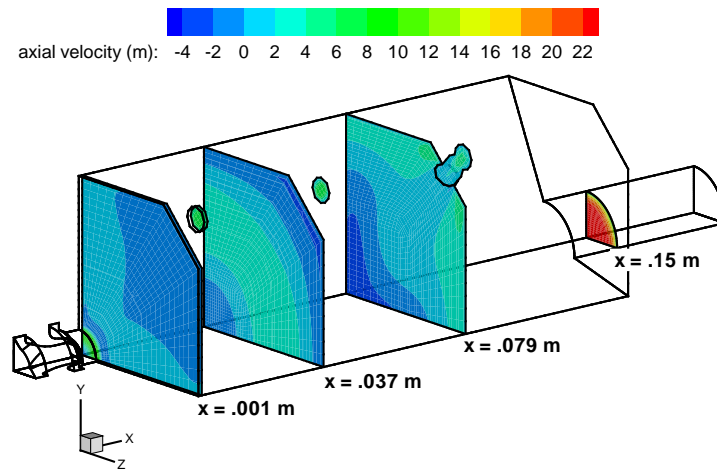 axial velocity (m): -4 -2 0 2 4 6 8 10 12 14 16 18 20 22
x = .15 m
x = .079 m
x = .037 m
x = .001 m
Y
X
Z